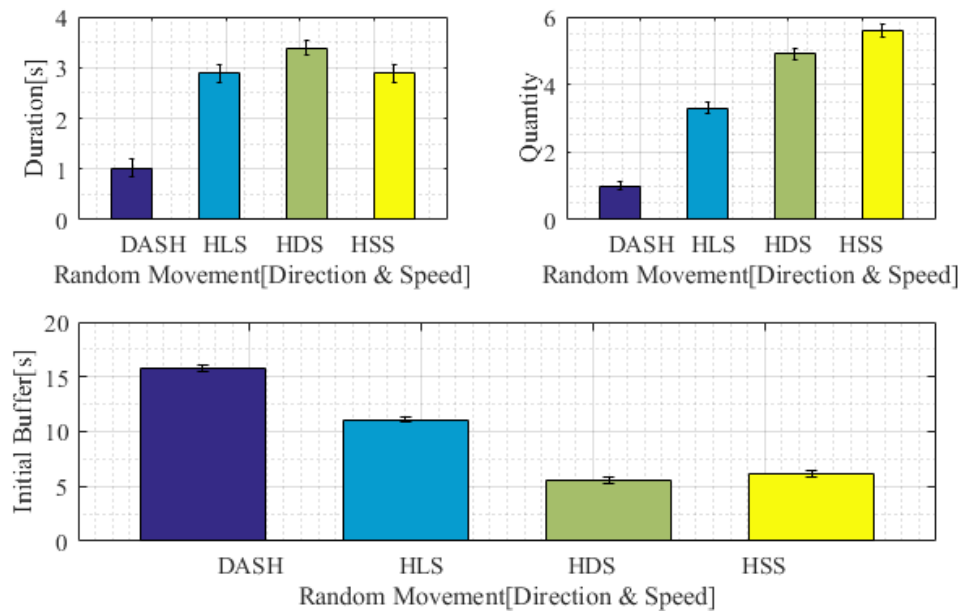 Duration[s]
4
3
2
1
0
DASH HLS HDS HSS
Random Movement[Direction & Speed]
Quantity
6
4
2
0
DASH HLS HDS HSS
Random Movement[Direction & Speed]
Initial Buffer[s]
20
15
10
5
0
DASH HLS HDS HSS
Random Movement[Direction & Speed]